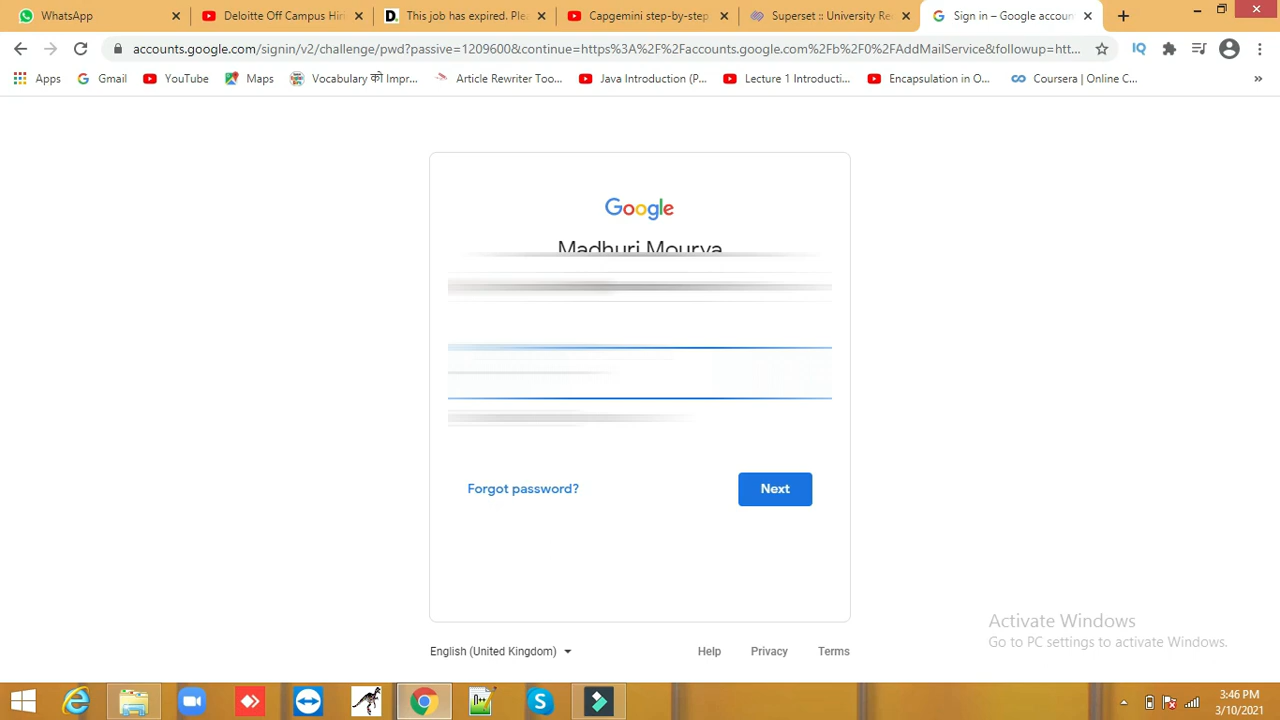 WhatsApp
Deloitte Off Campus Hiri
This job has expired. Ple
Capgemini step-by-step
Superset :: University Re
Sign in – Google accoun
accounts.google.com/signin/v2/challenge/pwd?passive=1209600&continue=https%3A%2F%2Faccounts.google.com%2Fb%2F0%2FAddMailService&followup=htt...
IQ
Apps
Gmail
YouTube
Maps
Vocabulary की Impr...
Article Rewriter Too...
Java Introduction (P...
Lecture 1 Introducti...
Encapsulation in O...
Coursera | Online C...
Google
Madhuri Mourya
Forgot password?
Next
English (United Kingdom)
Help
Privacy
Terms
Activate Windows
Go to PC settings to activate Windows.
3:46 PM
3/10/2021